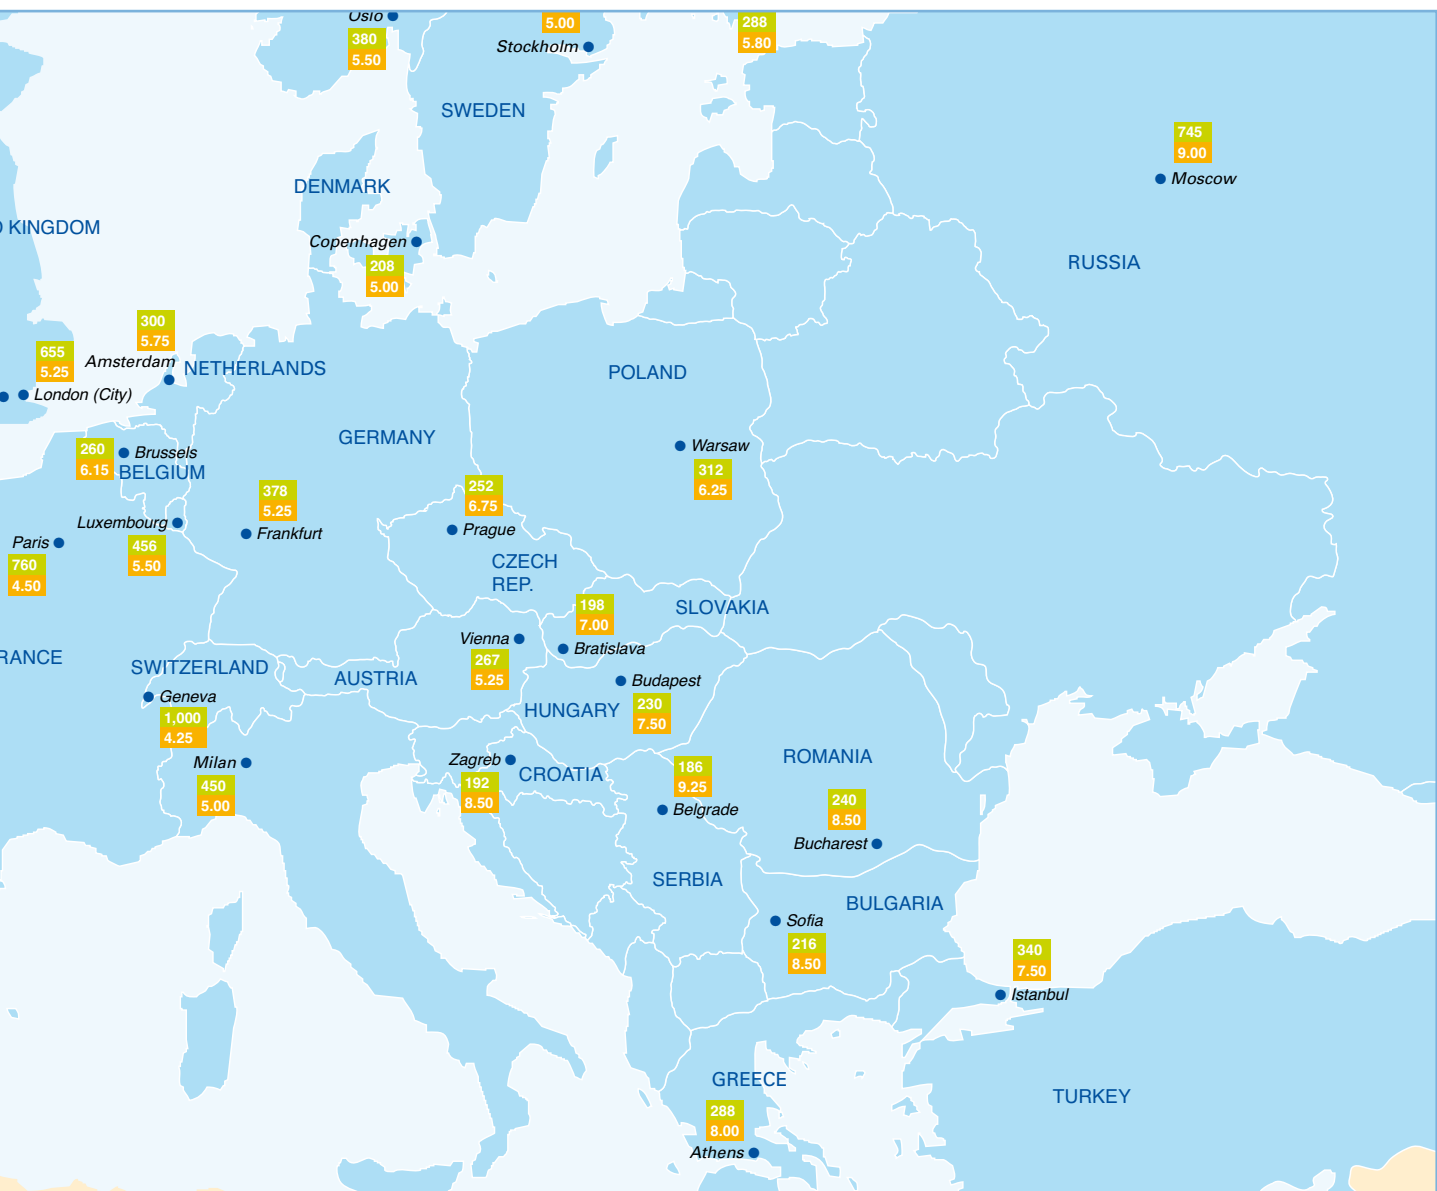 Oslo
380
5.50
5.00
Stockholm
288
5.80
SWEDEN
745
9.00
Moscow
DENMARK
KINGDOM
Copenhagen
208
5.00
RUSSIA
300
5.75
655
5.25
Amsterdam
NETHERLANDS
London (City)
POLAND
GERMANY
260
6.15
Brussels
BELGIUM
Warsaw
312
6.25
378
5.25
Frankfurt
252
6.75
Prague
Luxembourg
456
5.50
Paris
760
4.50
CZECH
REP.
198
7.00
Bratislava
SLOVAKIA
Vienna
267
5.25
RANCE
SWITZERLAND
AUSTRIA
Geneva
1,000
4.25
Budapest
230
7.50
HUNGARY
Milan
450
5.00
Zagreb
192
8.50
CROATIA
186
9.25
Belgrade
ROMANIA
240
8.50
Bucharest
SERBIA
BULGARIA
Sofia
216
8.50
340
7.50
Istanbul
GREECE
288
8.00
Athens
TURKEY